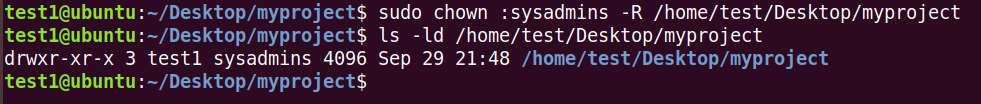 test1@ubuntu:~/Desktop/myproject$ sudo chown :sysadmins -R /home/test/Desktop/myproject
test1@ubuntu:~/Desktop/myproject$ ls -ld /home/test/Desktop/myproject
drwxr-xr-x 3 test1 sysadmins 4096 Sep 29 21:48 /home/test/Desktop/myproject
test1@ubuntu:~/Desktop/myproject$